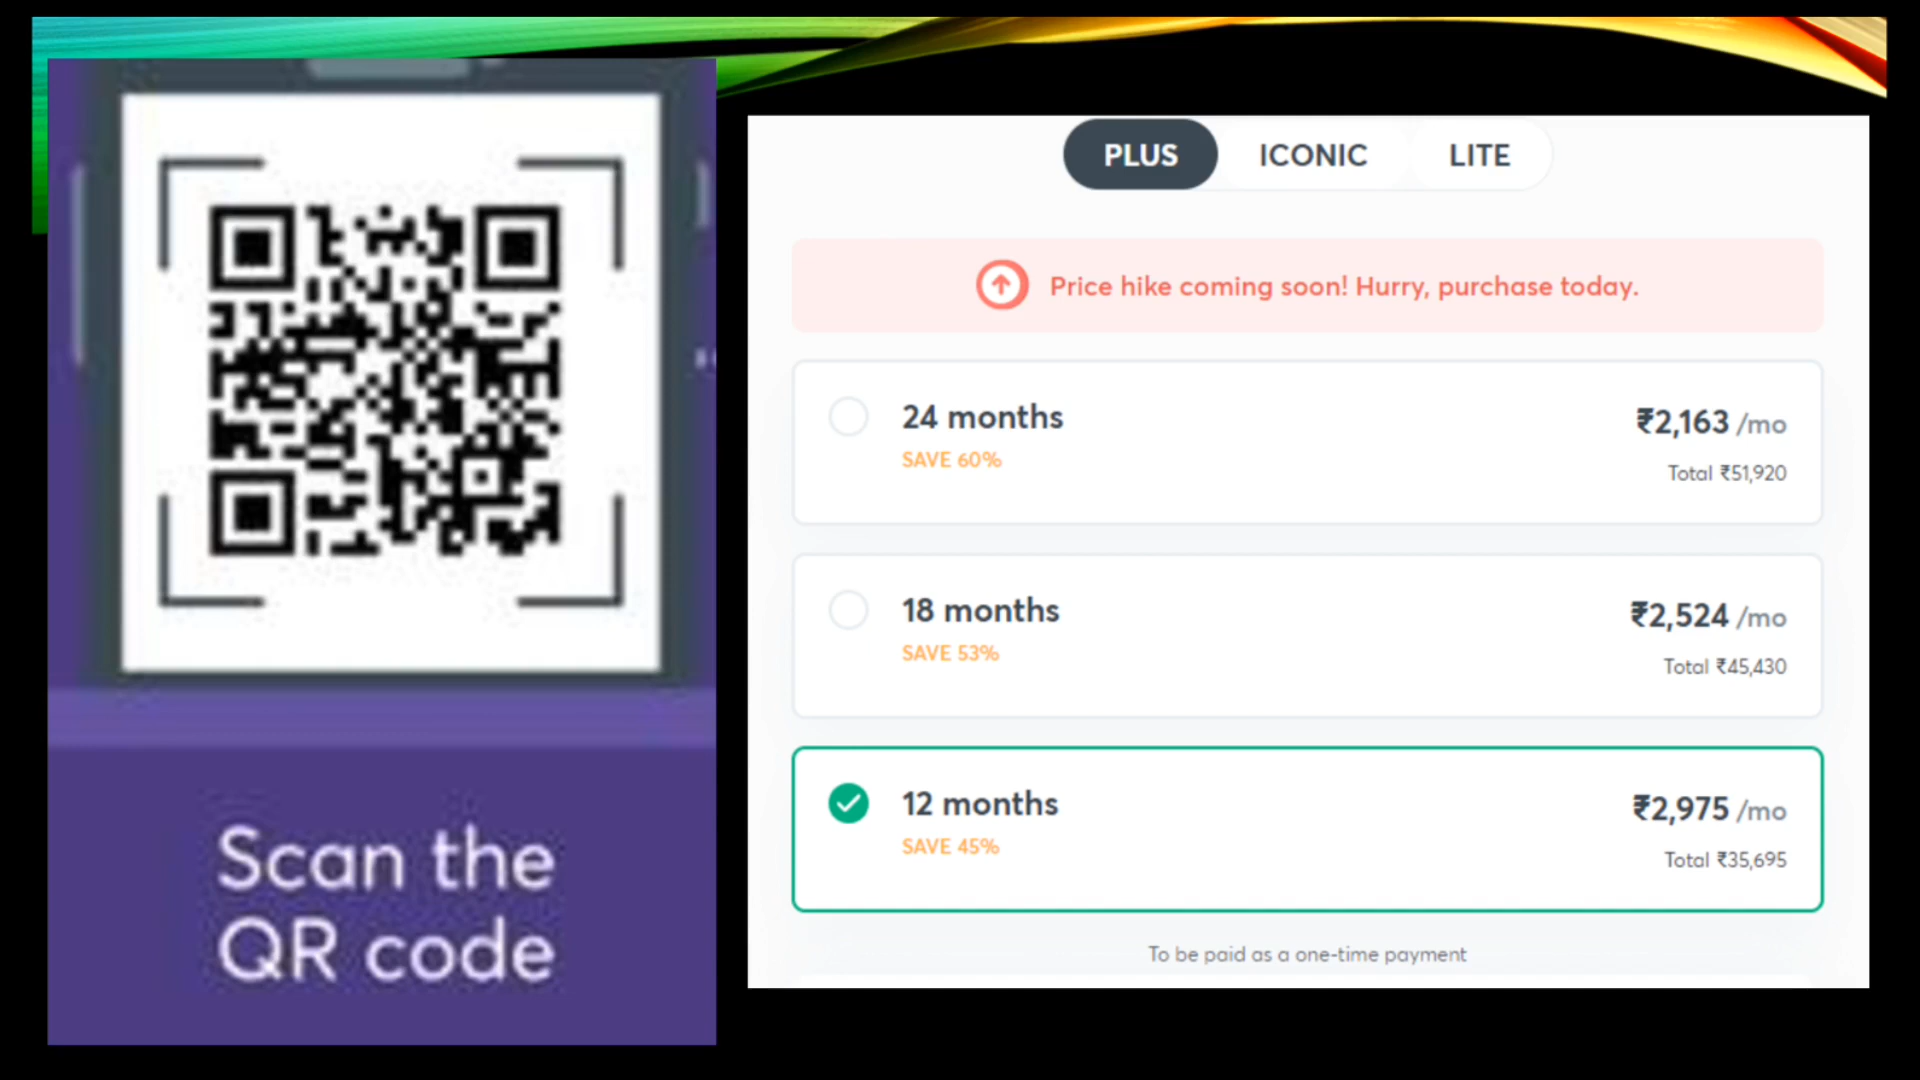 Scan the
QR code
PLUS ICONIC LITE
Price hike coming soon! Hurry, purchase today.
24 months ₹2,163 /mo
SAVE 60% Total ₹51,920
18 months ₹2,524 /mo
SAVE 53% Total ₹45,430
12 months ₹2,975 /mo
SAVE 45% Total ₹35,695
To be paid as a one-time payment